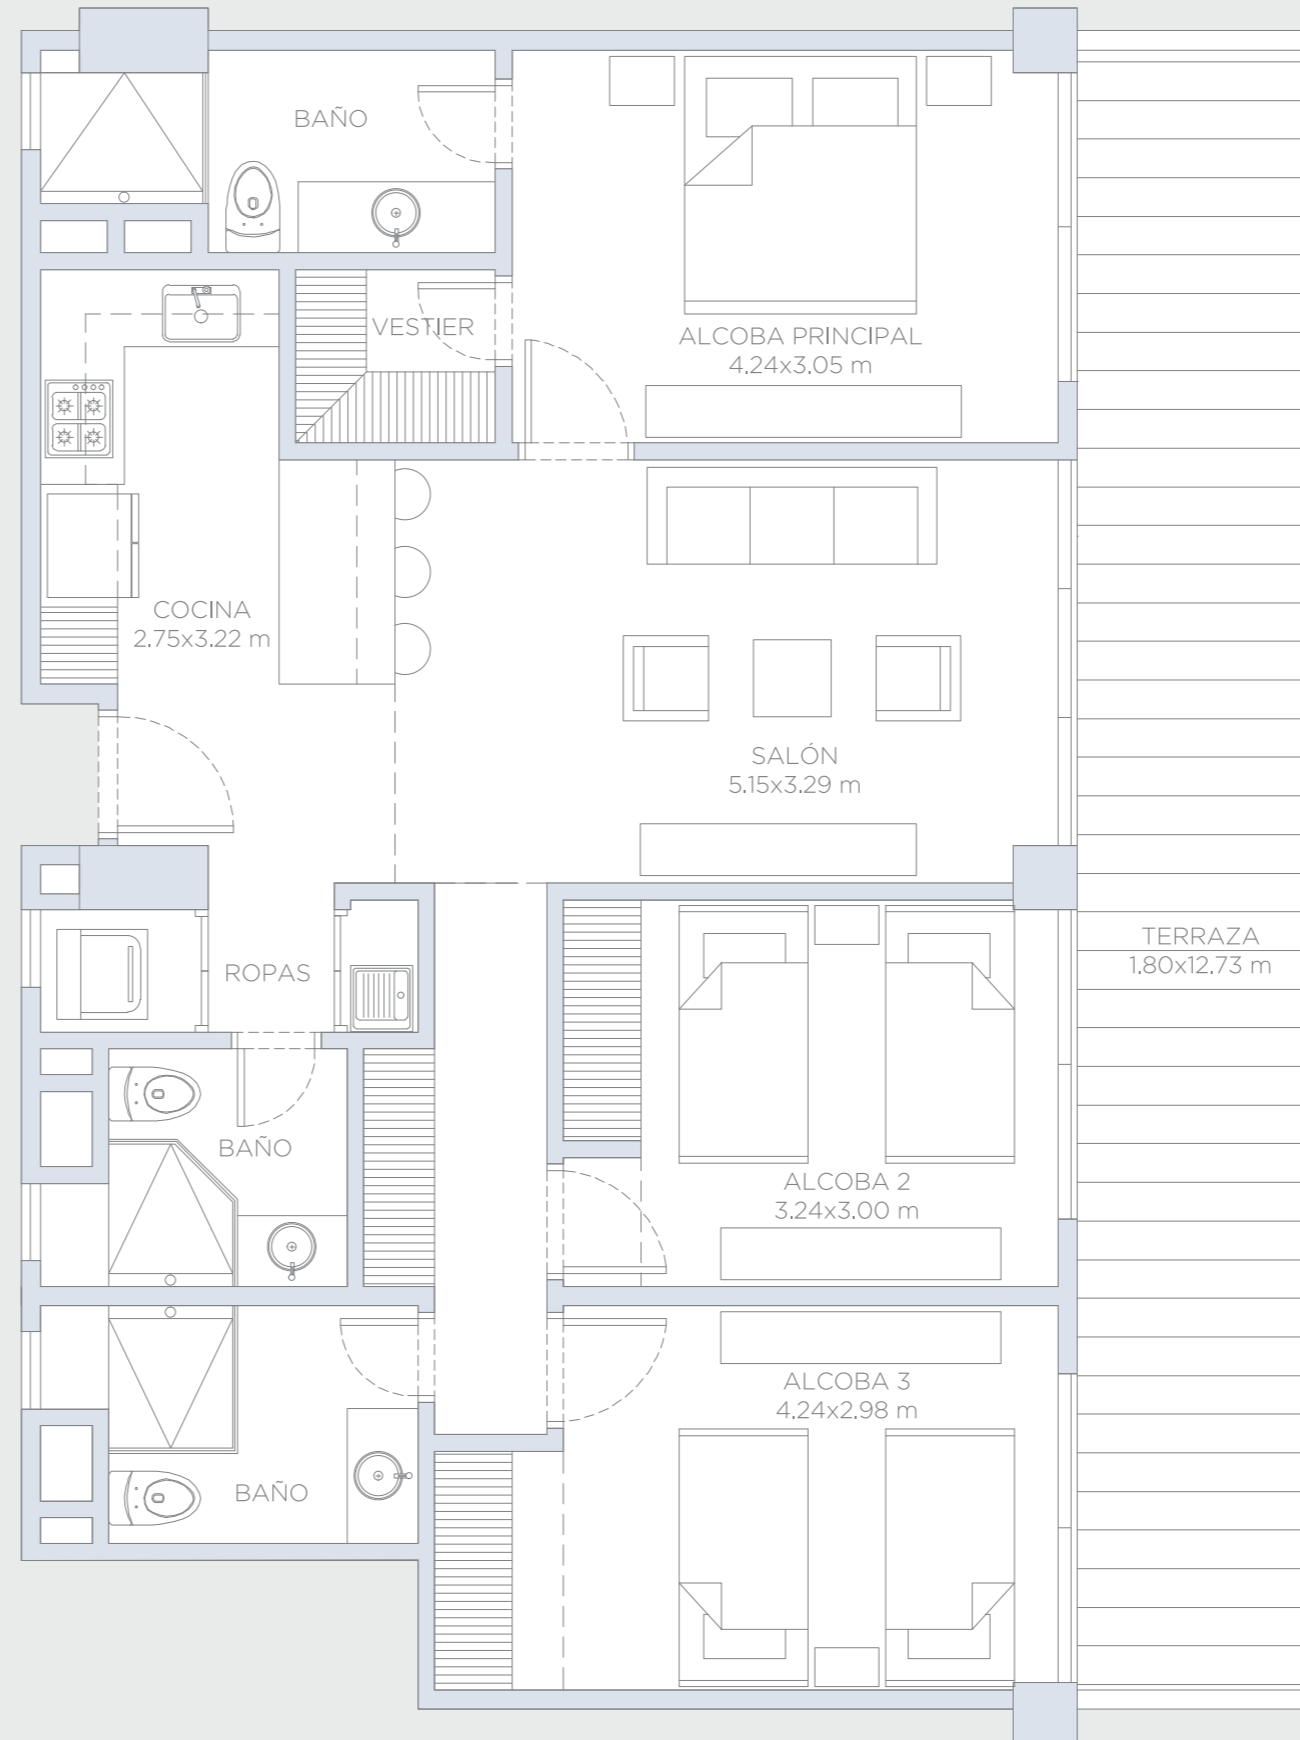 BAÑO
VESTIER
ALCOBA PRINCIPAL
4.24x3.05 m
COCINA
2.75x3.22 m
SALÓN
5.15x3.29 m
TERRAZA
1.80x12.73 m
ROPAS
BAÑO
ALCOBA 2
3.24x3.00 m
ALCOBA 3
4.24x2.98 m
BAÑO